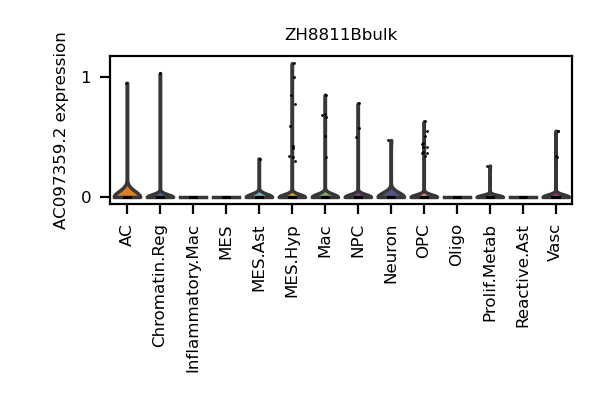 ZH8811Bbulk
AC097359.2 expression
1
0
AC
Chromatin.Reg
Inflammatory.Mac
MES
MES.Ast
MES.Hyp
Mac
NPC
Neuron
OPC
Oligo
Prolif.Metab
Reactive.Ast
Vasc